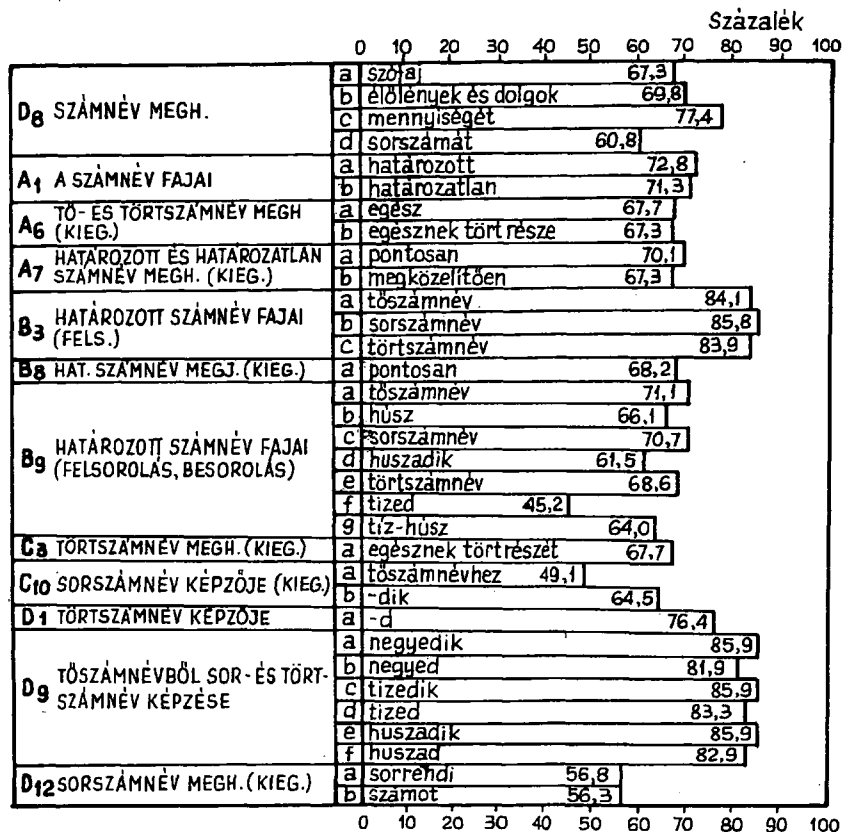 Százalék
0 10 20 30 40 50 60 70 80 90 100
D8 SZÁMNÉV MEGH.
a szófaj 67,3
b élőlények és dolgok 69,8
c mennyiségét 77,4
d sorszámát 60,8
A1 A SZÁMNÉV FAJAI
a határozott 72,8
b határozatlan 71,3
A6 TŐ- ÉS TÖRTSZÁMNÉV MEGH (KIEG.)
a egész 67,7
b egésznek tört része 67,3
A7 HATÁROZOTT ÉS HATÁROZATLAN SZÁMNÉV MEGH. (KIEG.)
a pontosan 70,1
b megközelítően 67,3
B3 HATÁROZOTT SZÁMNÉV FAJAI (FELS.)
a tőszámnév 84,1
b sorszámnév 85,8
c törtszámnév 83,9
B8 HAT. SZÁMNÉV MEGJ. (KIEG.)
a pontosan 68,2
B9 HATÁROZOTT SZÁMNÉV FAJAI (FELSOROLÁS, BESOROLÁS)
a tőszámnév 71,1
b húsz 66,1
c sorszámnév 70,7
d huszadik 61,5
e törtszámnév 68,6
f tized 45,2
g tíz-húsz 64,0
C3 TÖRTSZÁMNÉV MEGH. (KIEG.)
a egésznek törtrészét 67,7
C10 SORSZÁMNÉV KÉPZŐJE (KIEG.)
a tőszámnévhez 49,1
b -dik 64,5
D1 TÖRTSZÁMNÉV KÉPZŐJE
a -d 76,4
D9 TŐSZÁMNÉVBŐL SOR- ÉS TÖRT-
SZÁMNÉV KÉPZÉSE
a negyedik 85,9
b negyed 81,9
c tizedik 85,9
d tized 83,3
e huszadik 85,9
f huszad 82,9
D12 SORSZÁMNÉV MEGH. (KIEG.)
a sorrendi 56,8
b számot 56,3
0 10 20 30 40 50 60 70 80 90 100